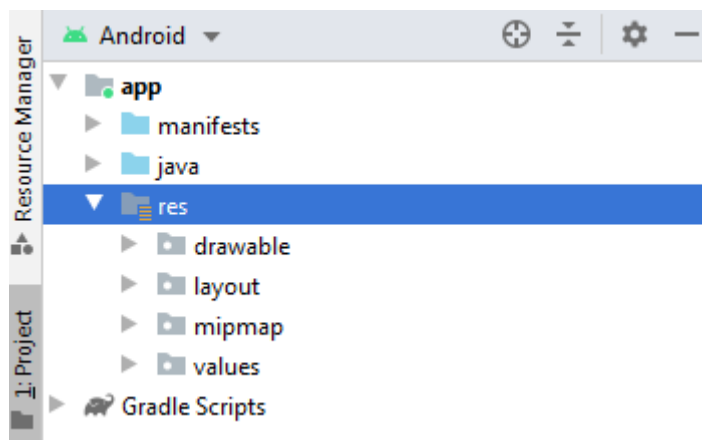 Android
app
manifests
java
res
drawable
layout
mipmap
values
Gradle Scripts
Resource Manager
1: Project